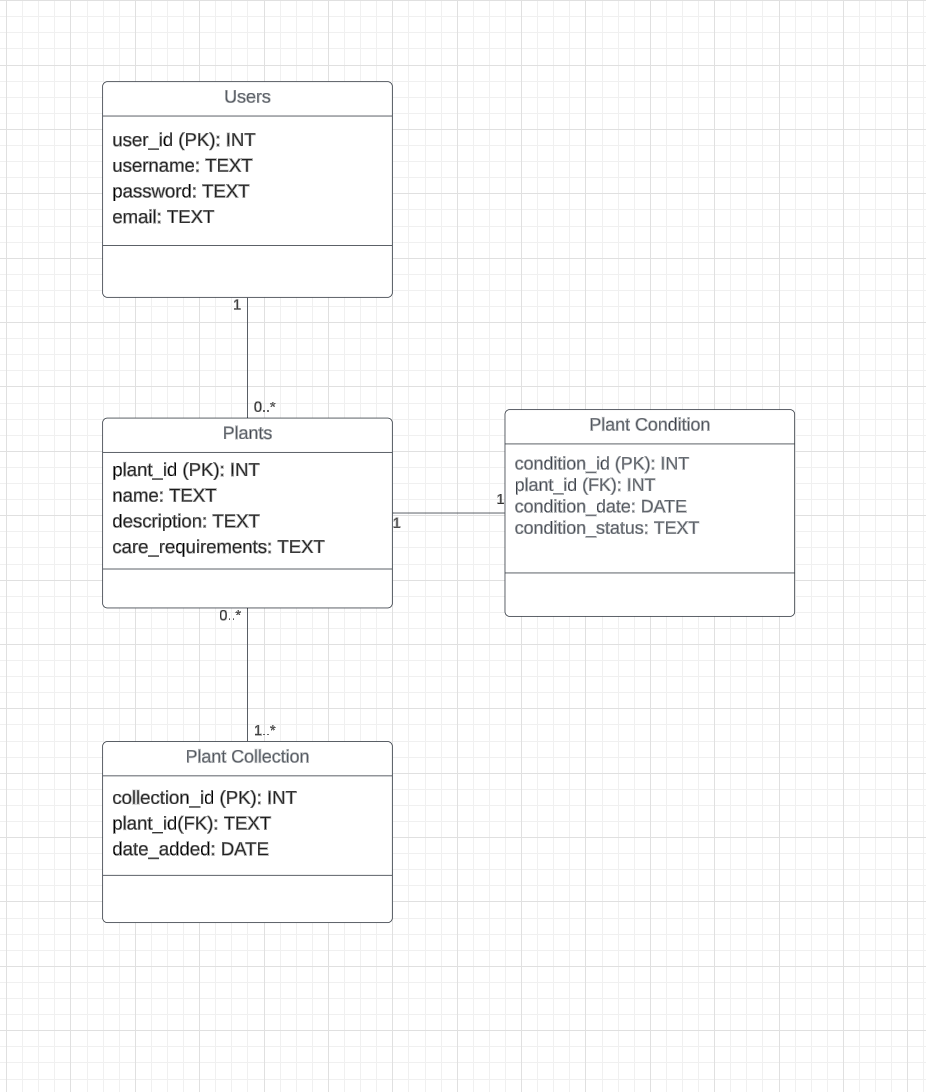 Users
user_id (PK): INT
username: TEXT
password: TEXT
email: TEXT
1
0..*
Plants
plant_id (PK): INT
name: TEXT
description: TEXT
care_requirements: TEXT
1
1
Plant Condition
condition_id (PK): INT
plant_id (FK): INT
condition_date: DATE
condition_status: TEXT
0..*
1..*
Plant Collection
collection_id (PK): INT
plant_id(FK): TEXT
date_added: DATE